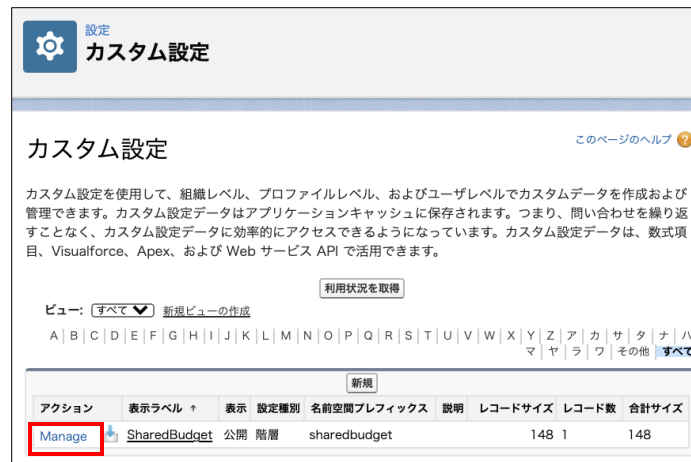 設定
カスタム設定
カスタム設定
このページのヘルプ ?
カスタム設定を使用して、組織レベル、プロファイルレベル、およびユーザレベルでカスタムデータを作成および
管理できます。カスタム設定データはアプリケーションキャッシュに保存されます。つまり、問い合わせを繰り返
すことなく、カスタム設定データに効率的にアクセスできるようになっています。カスタム設定データは、数式項
目、Visualforce、Apex、および Web サービス API で活用できます。
利用状況を取得
ビュー: すべて 新規ビューの作成
A | B | C | D | E | F | G | H | I | J | K | L | M | N | O | P | Q | R | S | T | U | V | W | X | Y | Z | ア | カ | サ | タ | ナ | ハ
マ | ヤ | ラ | ワ | その他 | すべて
新規
アクション 表示ラベル ↑ 表示 設定種別 名前空間プレフィックス 説明 レコードサイズ レコード数 合計サイズ
Manage SharedBudget 公開 階層 sharedbudget 148 1 148